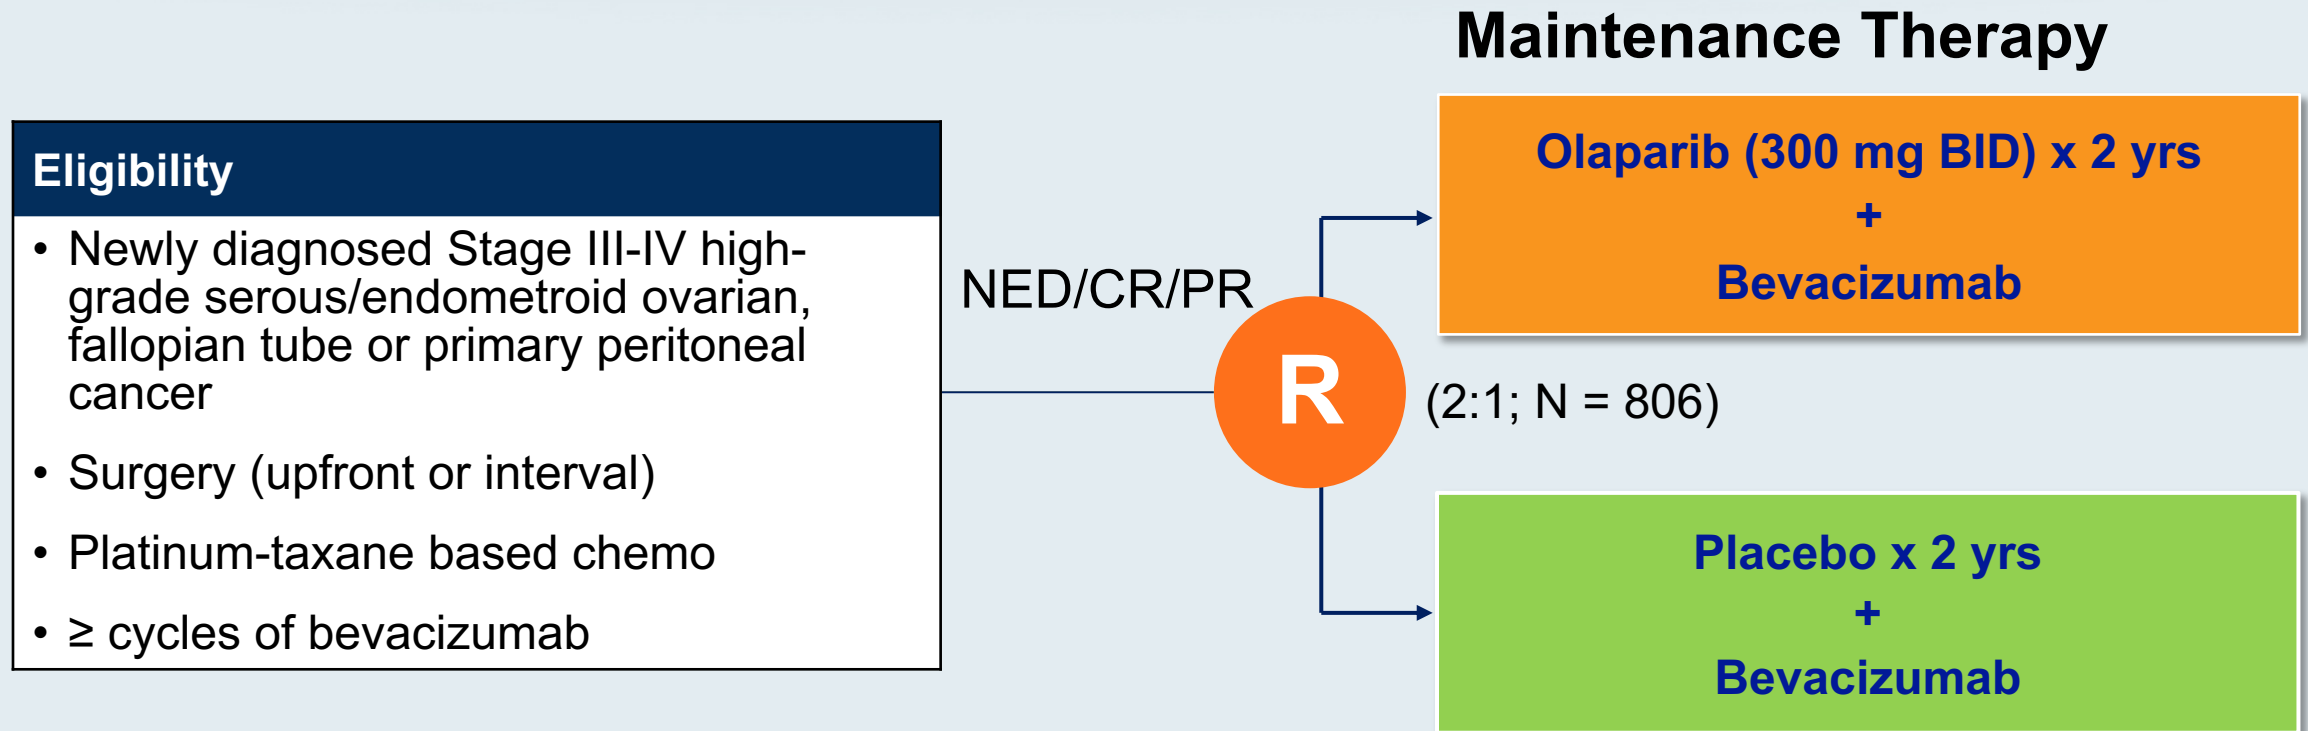 Maintenance Therapy
Eligibility
• Newly diagnosed Stage III-IV high-
grade serous/endometroid ovarian,
fallopian tube or primary peritoneal
cancer
• Surgery (upfront or interval)
• Platinum-taxane based chemo
• ≥ cycles of bevacizumab
NED/CR/PR
R
(2:1; N = 806)
Olaparib (300 mg BID) x 2 yrs
+
Bevacizumab
Placebo x 2 yrs
+
Bevacizumab